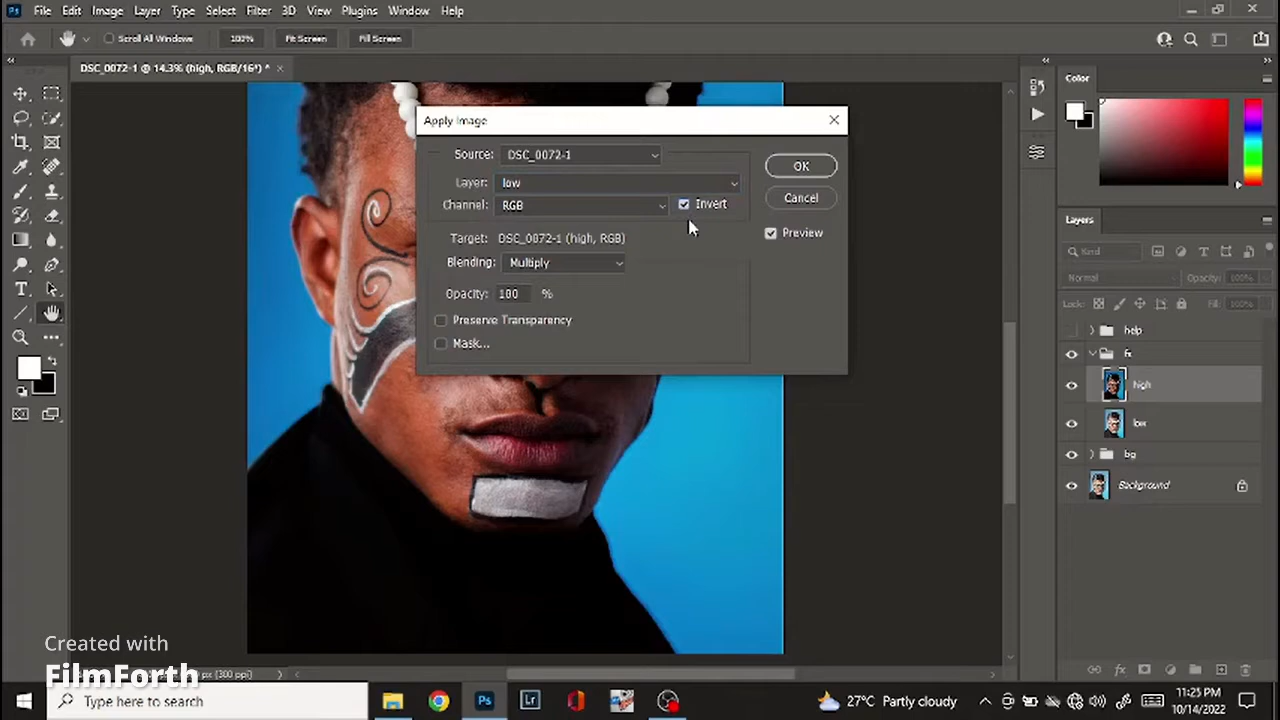 Ps File Edit Image Layer Type Select Filter 3D View Plugins Window Help
Scroll All Windows 100% Fit Screen Fill Screen
DSC_0072-1 @ 14.3% (high, RGB/16*) *
Color
Apply Image
Source: DSC_0072-1
OK
Layer: low
Channel: RGB Invert
Cancel
Target: DSC_0072-1 (high, RGB)
Preview
Blending: Multiply
Opacity: 100 %
Preserve Transparency
Mask...
Layers
Kind
Normal Opacity: 100%
Lock: Fill: 100%
help
fx
high
low
bg
Background
Created with
FilmForth
px (300 ppi)
Type here to search
Ps Lr
27°C Partly cloudy
11:25 PM
10/14/2022